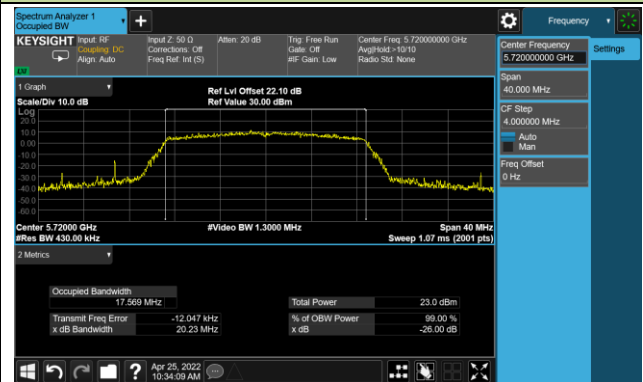 Spectrum Analyzer 1
Occupied BW
Frequency
KEYSIGHT
Input: RF
Coupling: DC
Align: Auto
Input Z: 50 Ω
Corrections: Off
Freq Ref: Int (S)
Atten: 20 dB
Trig: Free Run
Gate: Off
#IF Gain: Low
Center Freq: 5.720000000 GHz
Avg|Hold:>10/10
Radio Std: None
LXI
Center Frequency
5.720000000 GHz
Settings
Span
40.000 MHz
CF Step
4.000000 MHz
Auto
Man
Freq Offset
0 Hz
1 Graph
Scale/Div 10.0 dB
Ref Lvl Offset 22.10 dB
Ref Value 30.00 dBm
Log
20.0
10.0
0.00
-10.0
-20.0
-30.0
-40.0
-50.0
-60.0
Center 5.72000 GHz
#Video BW 1.3000 MHz
Span 40 MHz
#Res BW 430.00 kHz
Sweep 1.07 ms (2001 pts)
2 Metrics
Occupied Bandwidth
17.569 MHz
Total Power 23.0 dBm
Transmit Freq Error -12.047 kHz
% of OBW Power 99.00 %
x dB Bandwidth 20.23 MHz
x dB -26.00 dB
?
Apr 25, 2022
10:34:09 AM